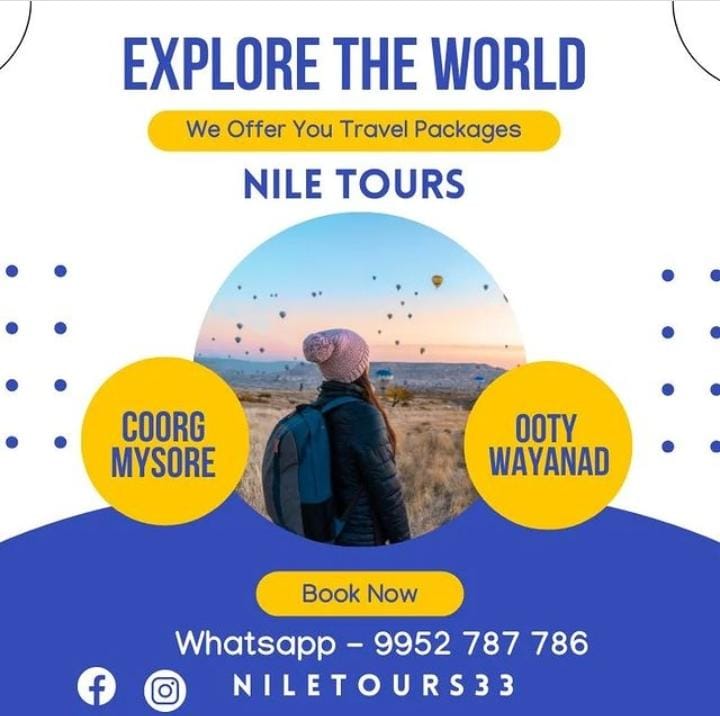 EXPLORE THE WORLD
We Offer You Travel Packages
NILE TOURS
COORG
MYSORE
OOTY
WAYANAD
Book Now
Whatsapp – 9952 787 786
NILETOURS33